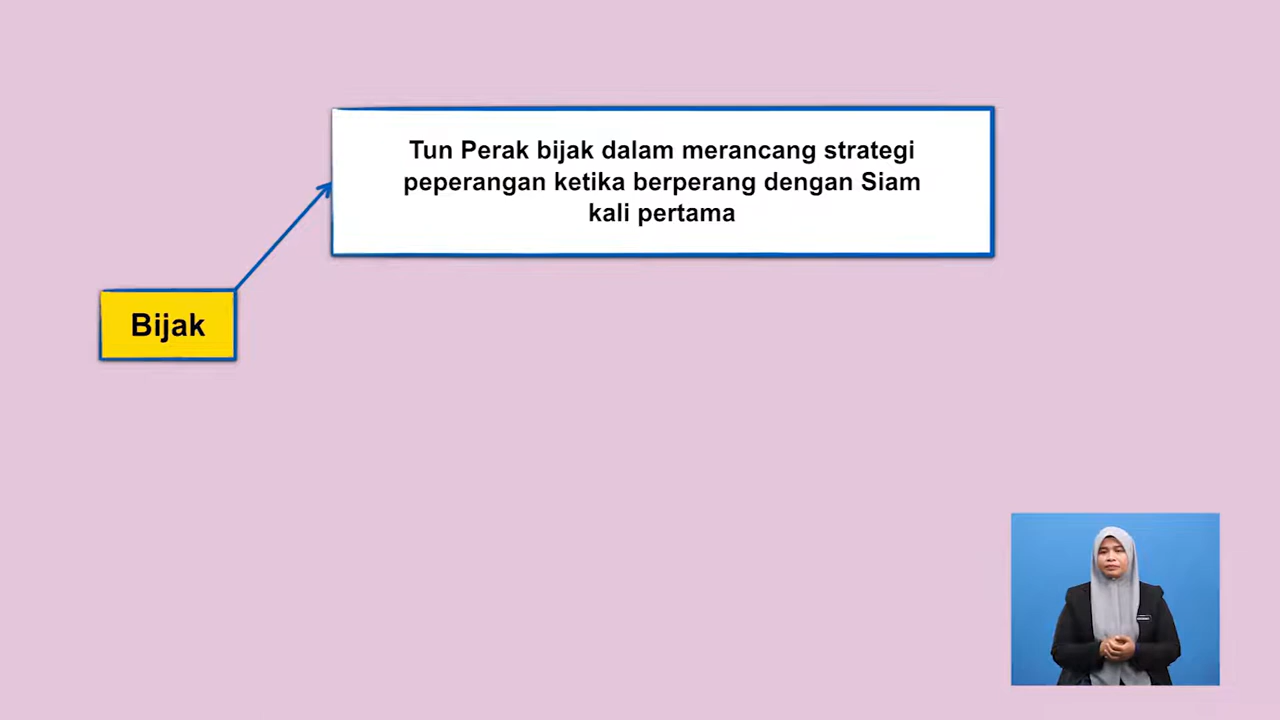 Tun Perak bijak dalam merancang strategi
peperangan ketika berperang dengan Siam
kali pertama
Bijak